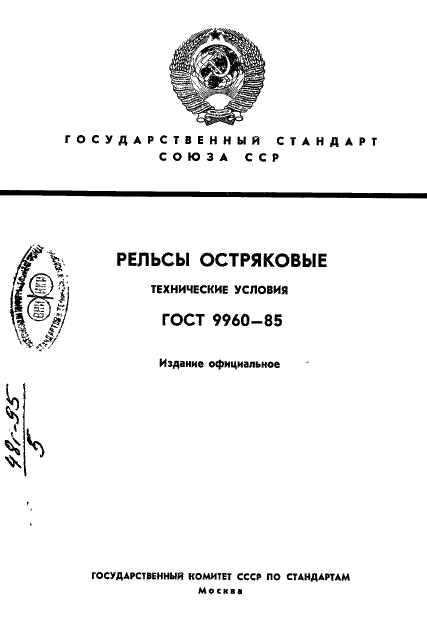 ГОСУДАРСТВЕННЫЙ СТАНДАРТ
СОЮЗА ССР
РЕЛЬСЫ ОСТРЯКОВЫЕ
ТЕХНИЧЕСКИЕ УСЛОВИЯ
ГОСТ 9960—85
Издание официальное
ГОСУДАРСТВЕННЫЙ КОМИТЕТ СССР ПО СТАНДАРТАМ
Москва